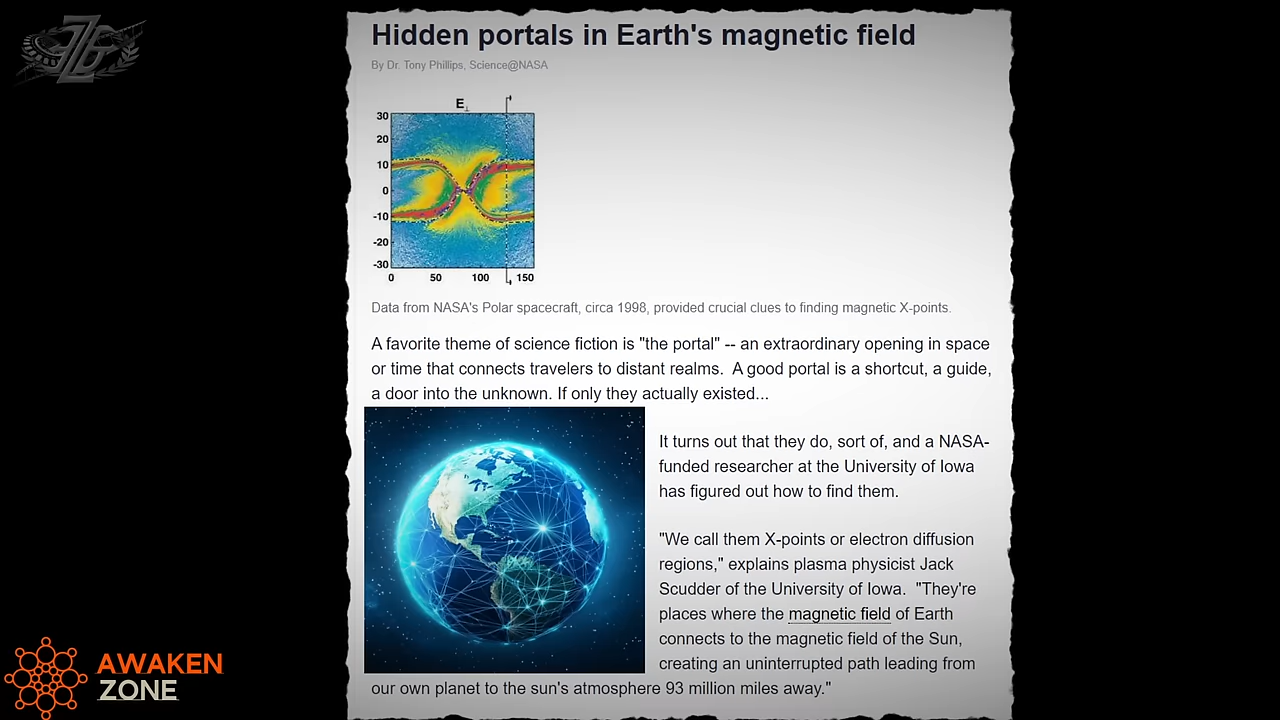 Hidden portals in Earth's magnetic field
By Dr. Tony Phillips, Science@NASA
E⊥
30
20
10
0
-10
-20
-30
0 50 100 150
Data from NASA's Polar spacecraft, circa 1998, provided crucial clues to finding magnetic X-points.
A favorite theme of science fiction is "the portal" -- an extraordinary opening in space
or time that connects travelers to distant realms.  A good portal is a shortcut, a guide,
a door into the unknown. If only they actually existed...
It turns out that they do, sort of, and a NASA-
funded researcher at the University of Iowa
has figured out how to find them.
"We call them X-points or electron diffusion
regions," explains plasma physicist Jack
Scudder of the University of Iowa.  "They're
places where the magnetic field of Earth
connects to the magnetic field of the Sun,
creating an uninterrupted path leading from
our own planet to the sun's atmosphere 93 million miles away."
AWAKEN
ZONE